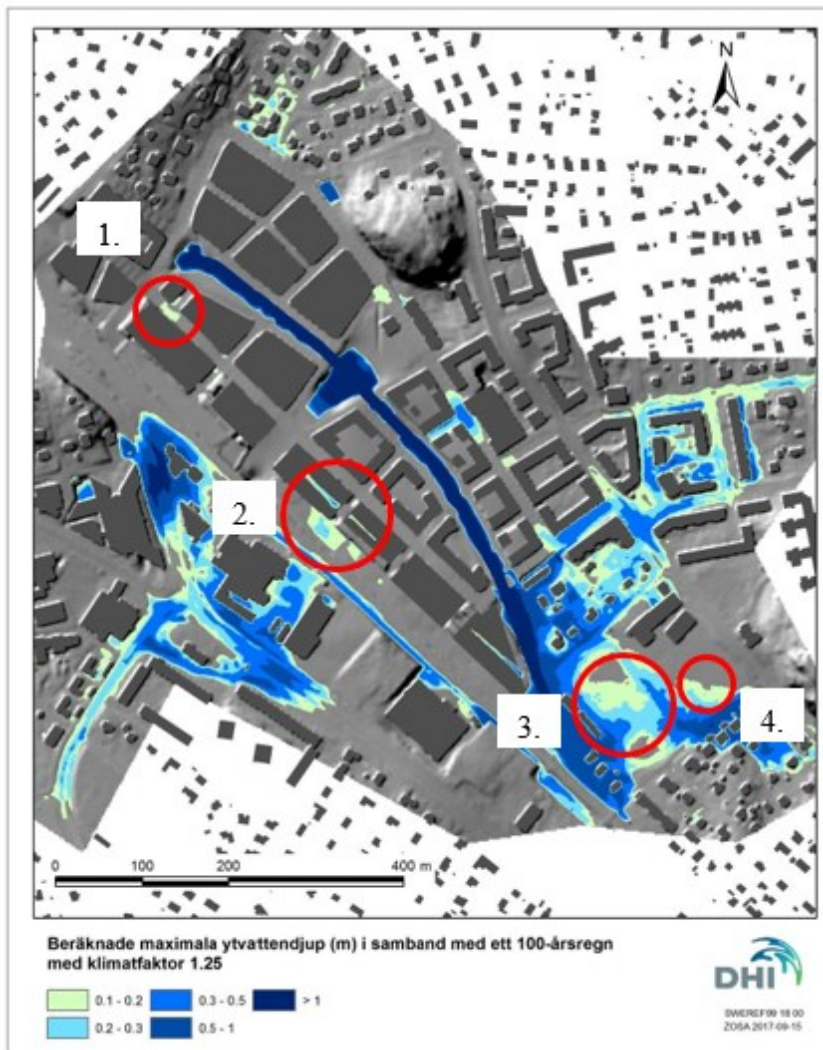 N
1.
2.
3.
4.
0 100 200 400 m
Beräknade maximala ytvattendjup (m) i samband med ett 100-årsregn
med klimatfaktor 1.25
0.1 - 0.2 0.3 - 0.5 > 1
0.2 - 0.3 0.5 - 1
DHI
SWEREF99 18 00
ZOSA 2017-09-15